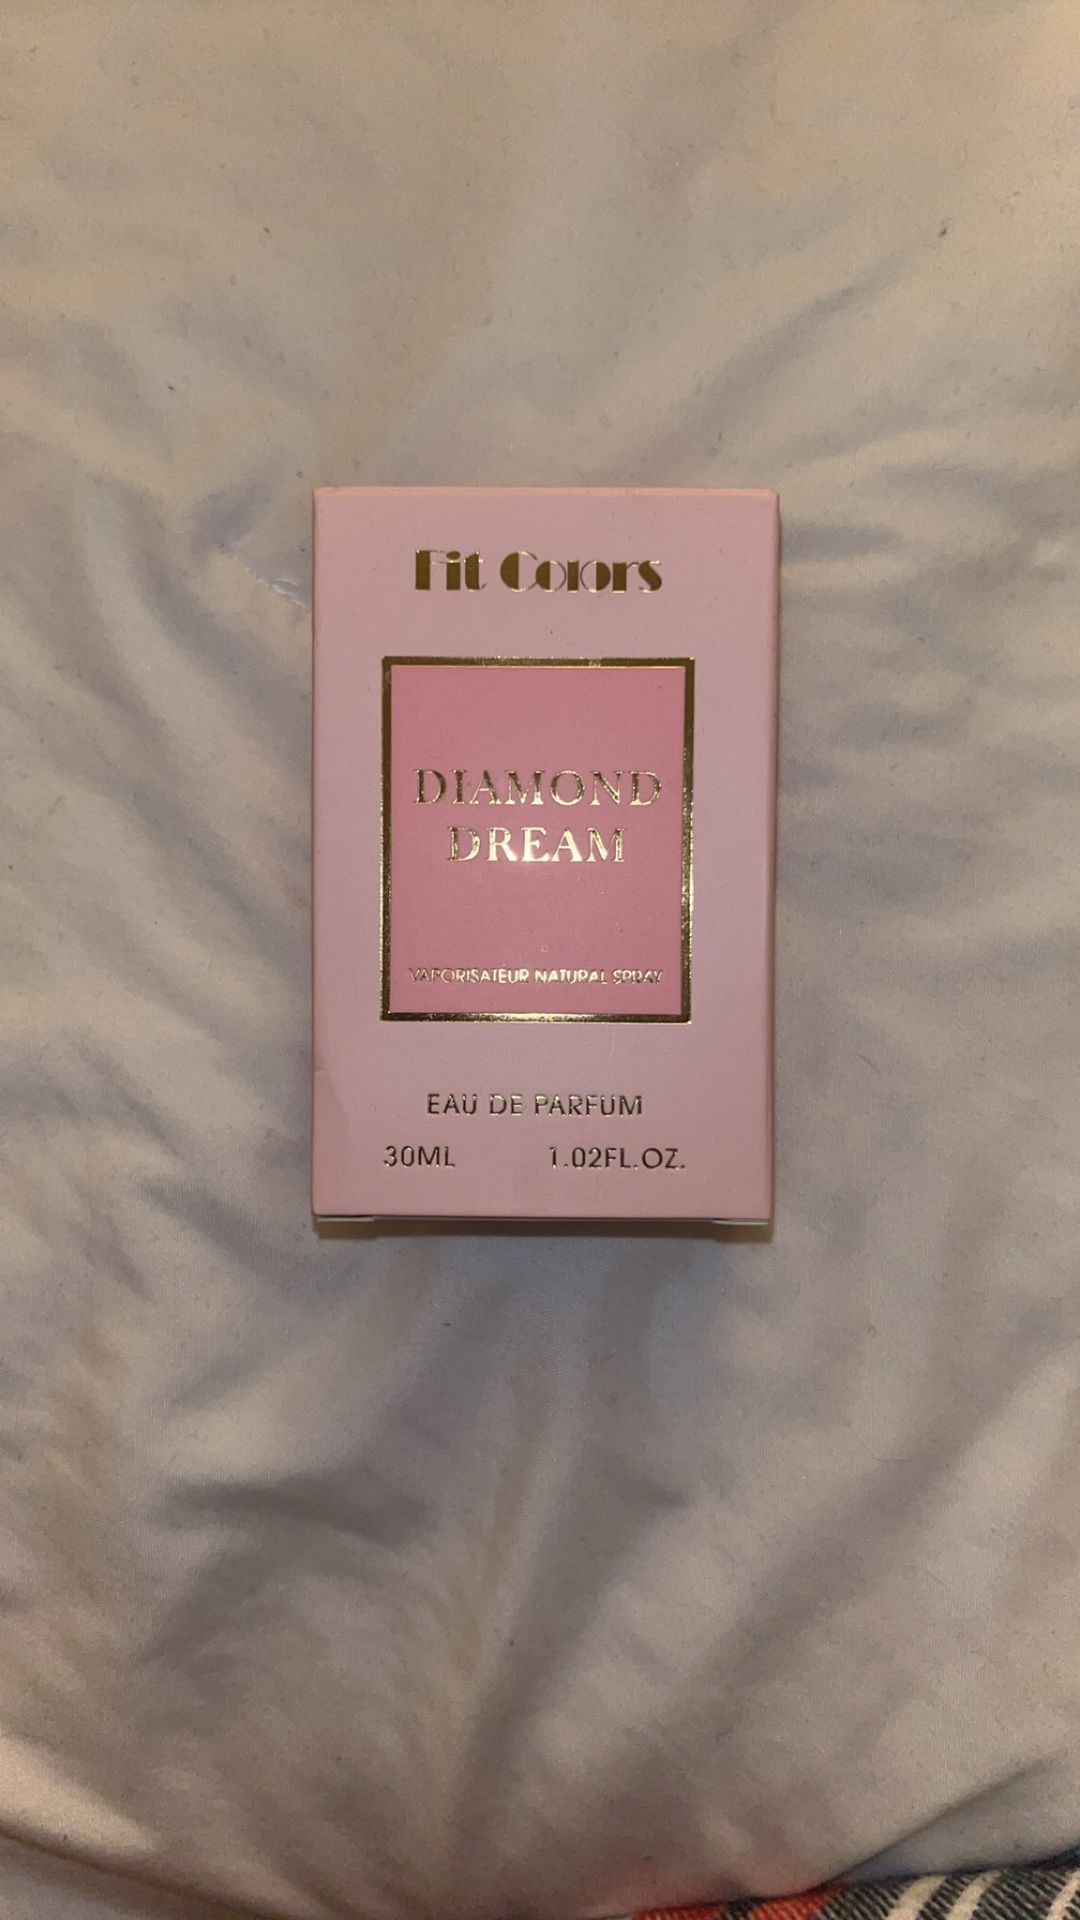 Fit Colors
DIAMOND
DREAM
VAPORISATEUR NATURAL SPRAY
EAU DE PARFUM
30ML 1.02FL.OZ.